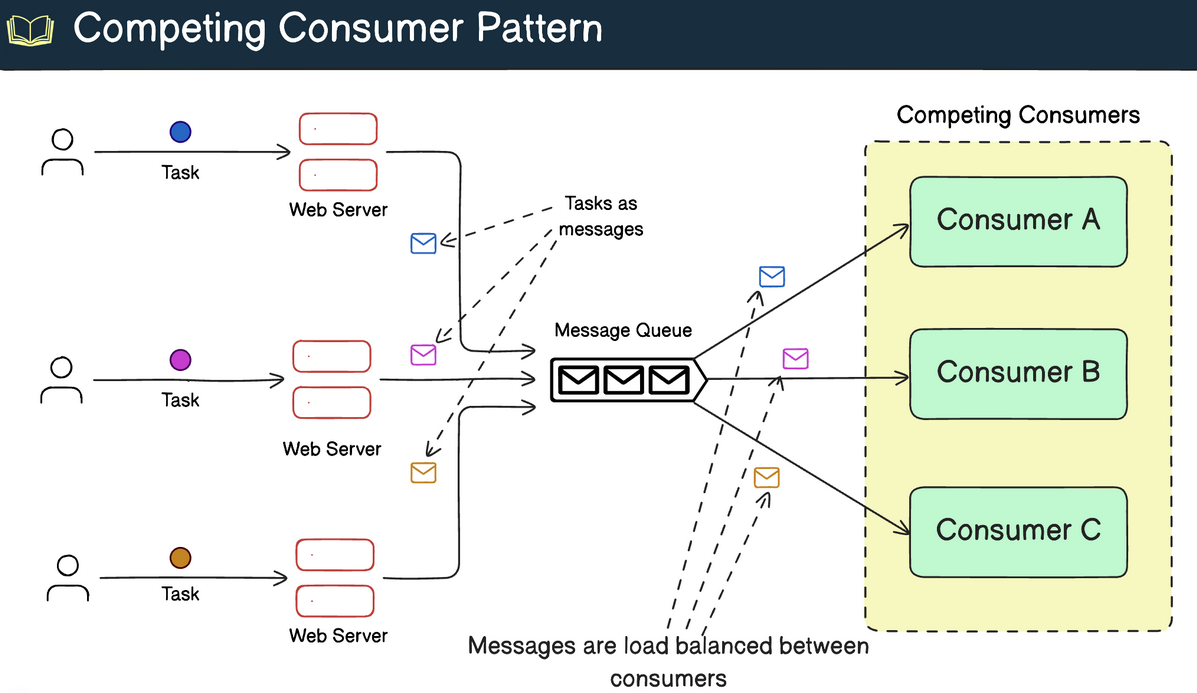 Competing Consumer Pattern
Competing Consumers
Task
Web Server
Tasks as
messages
Consumer A
Message Queue
Task
Web Server
Consumer B
Task
Web Server
Consumer C
Messages are load balanced between
consumers